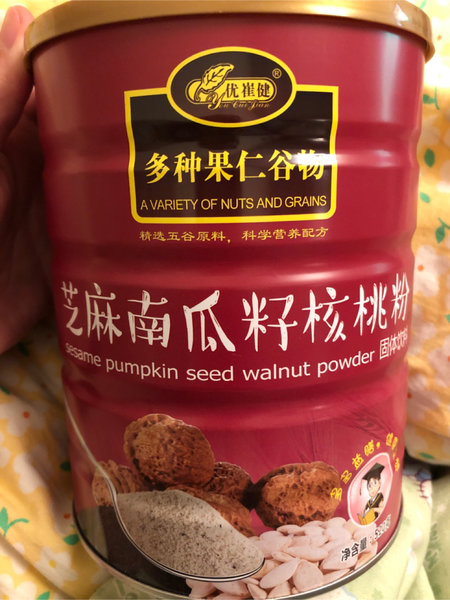 优崔健®
You Cui Jian
多种果仁谷物
A VARIETY OF NUTS AND GRAINS
精选五谷原料，科学营养配方
芝麻南瓜籽核桃粉
sesame pumpkin seed walnut powder 固体饮料
净含量：